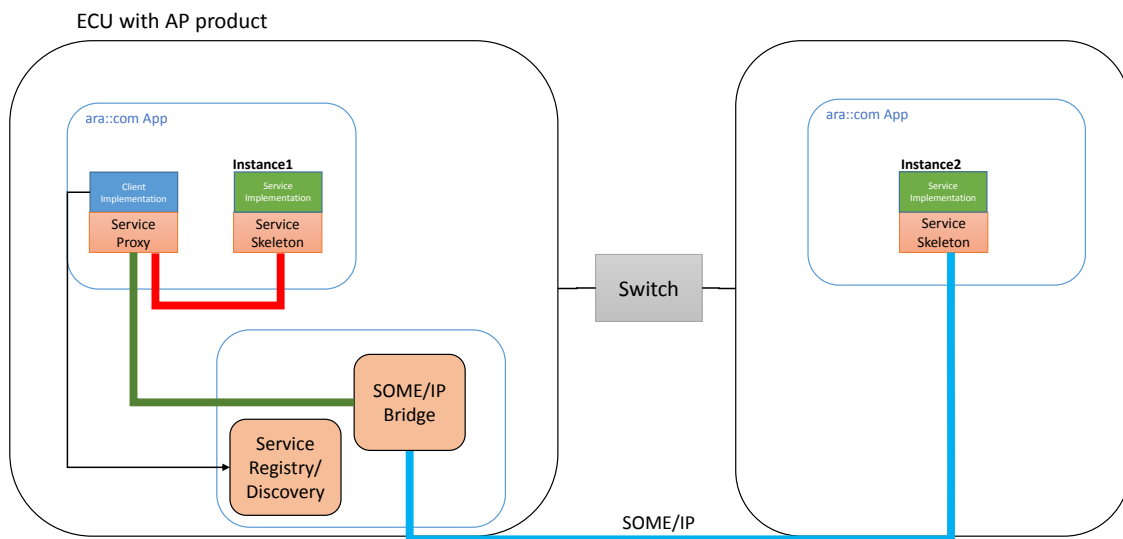 ECU with AP product
ara::com App
Client
Implementation
Service
Proxy
Instance1
Service
Implementation
Service
Skeleton
SOME/IP
Bridge
Service
Registry/
Discovery
Switch
ara::com App
Instance2
Service
Implementation
Service
Skeleton
SOME/IP